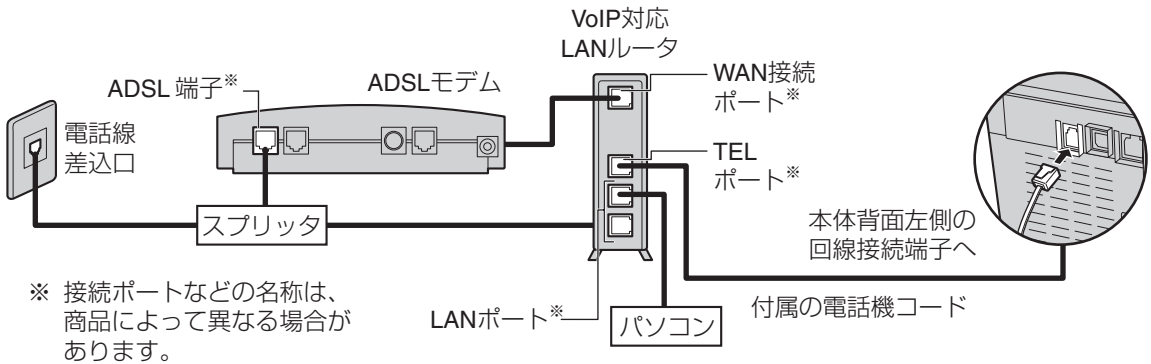 VoIP対応
LANルータ
ADSL 端子※
ADSLモデム
WAN接続
ポート※
電話線
差込口
TEL
ポート※
スプリッタ
本体背面左側の
回線接続端子へ
※ 接続ポートなどの名称は、
商品によって異なる場合が
あります。
LANポート※
パソコン
付属の電話機コード